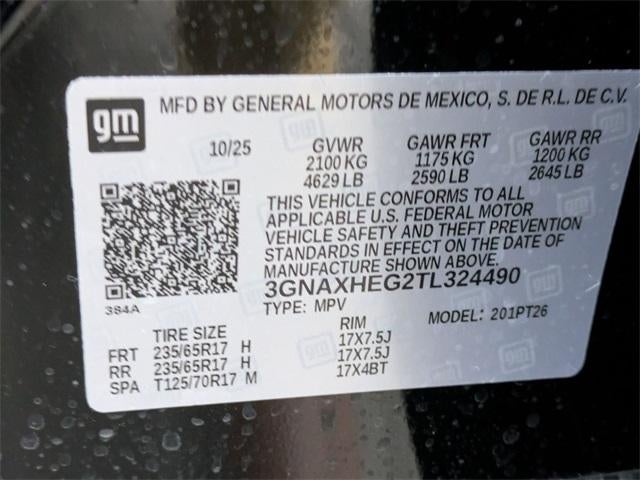 gm
MFD BY GENERAL MOTORS DE MEXICO, S. DE R.L. DE C.V.
10/25 GVWR GAWR FRT GAWR RR
2100 KG 1175 KG 1200 KG
4629 LB 2590 LB 2645 LB
THIS VEHICLE CONFORMS TO ALL
APPLICABLE U.S. FEDERAL MOTOR
VEHICLE SAFETY AND THEFT PREVENTION
STANDARDS IN EFFECT ON THE DATE OF
MANUFACTURE SHOWN ABOVE.
3GNAXHEG2TL324490
3S4A
TYPE: MPV MODEL: 201PT26
TIRE SIZE RIM
FRT 235/65R17 H 17X7.5J
RR 235/65R17 H 17X7.5J
SPA T125/70R17 M 17X4BT